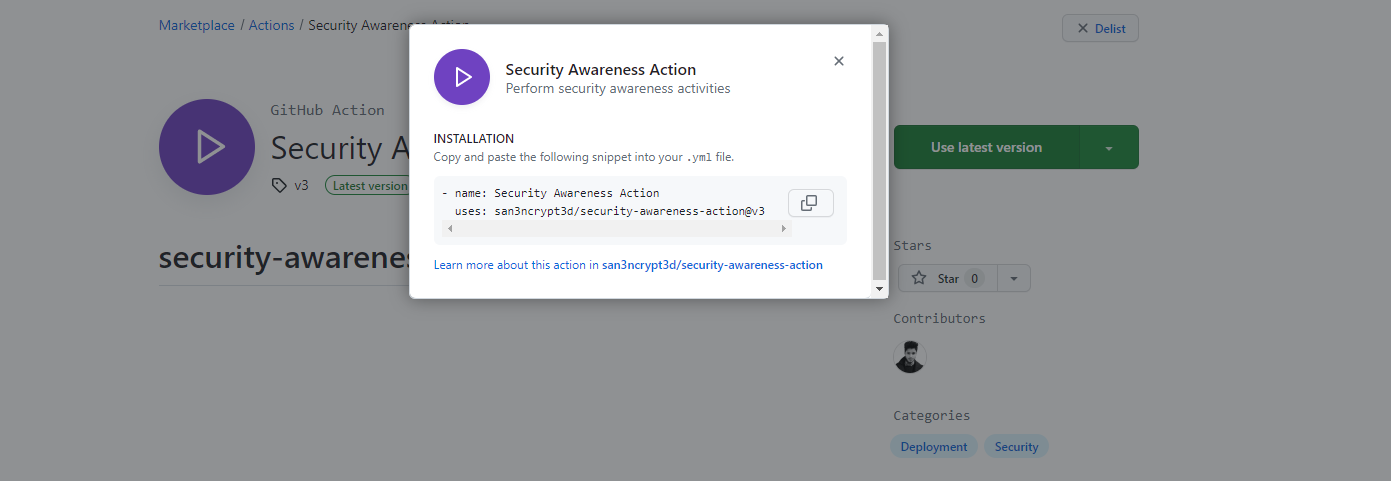 Marketplace / Actions / Security Awareness Action
Delist
Security Awareness Action
Perform security awareness activities
GitHub Action
Security A
v3 Latest version
Use latest version
INSTALLATION
Copy and paste the following snippet into your .yml file.
- name: Security Awareness Action
uses: san3ncrypt3d/security-awareness-action@v3
Learn more about this action in san3ncrypt3d/security-awareness-action
security-awarenes
Stars
Star 0
Contributors
Categories
Deployment Security